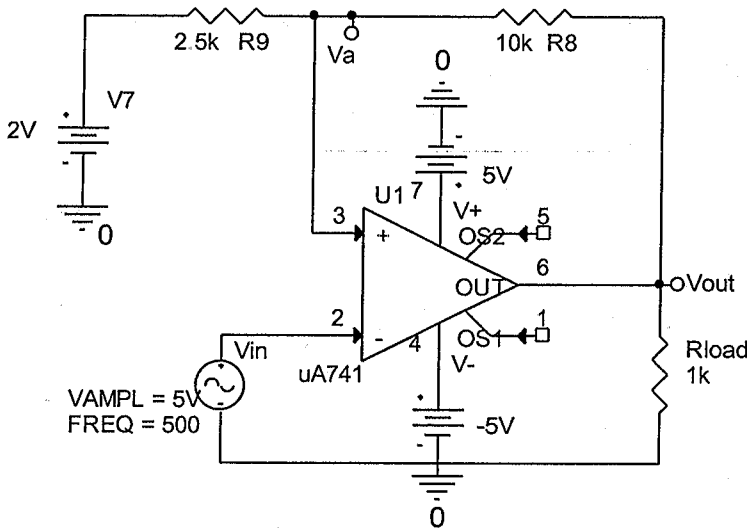 2.5k R9
Va
10k R8
0
V7
2V
+
-
0
-
5V
+
U1
7
V+
3
+
OS2
5
6
OUT
Vout
2
-
4
OS1
1
V-
uA741
Vin
+
-
VAMPL = 5V
FREQ = 500
Rload
1k
+
-5V
-
0